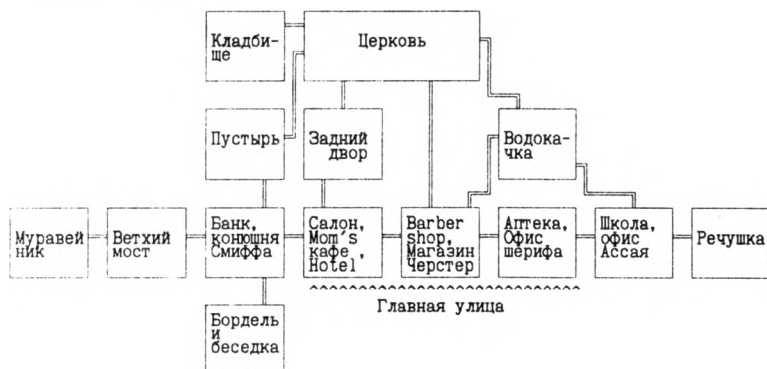 Кладби-
ще
Церковь
Пустырь
Задний
двор
Водока-
чка
Муравей
ник
Ветхий
мост
Банк,
конюшня
Смиффа
Салон,
Mom's
кафе,
Hotel
Barber
shop,
Магазин
Черстер
Аптека,
Офис
шерифа
Школа,
офис
Ассая
Речушка
Главная улица
Бордель
и
беседка